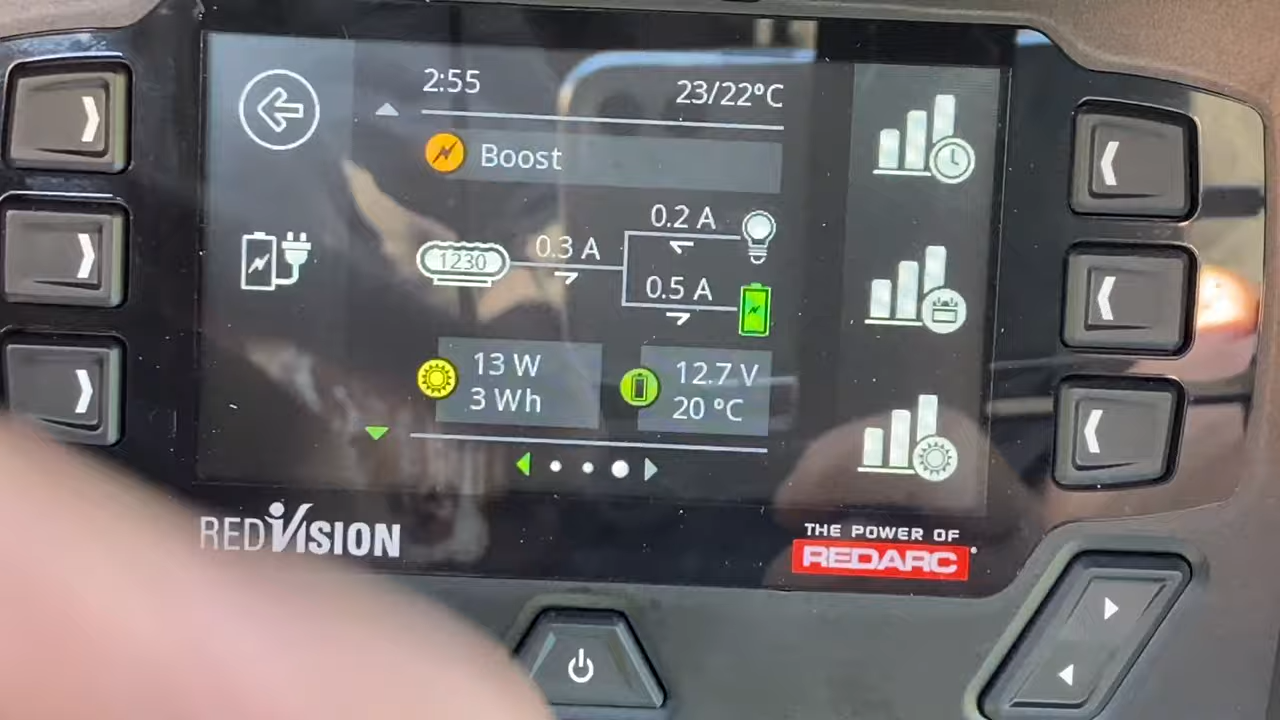 2:55
23/22°C
Boost
0.2 A
0.3 A
1230
0.5 A
13 W
3 Wh
12.7 V
20 °C
REDVISION
THE POWER OF
REDARC